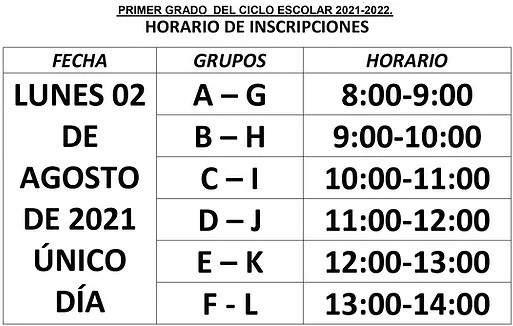 PRIMER GRADO DEL CICLO ESCOLAR 2021-2022.
HORARIO DE INSCRIPCIONES
FECHA GRUPOS HORARIO
LUNES 02
DE
AGOSTO
DE 2021
ÚNICO
DÍA
A – G 8:00-9:00
B – H 9:00-10:00
C – I 10:00-11:00
D – J 11:00-12:00
E – K 12:00-13:00
F - L 13:00-14:00